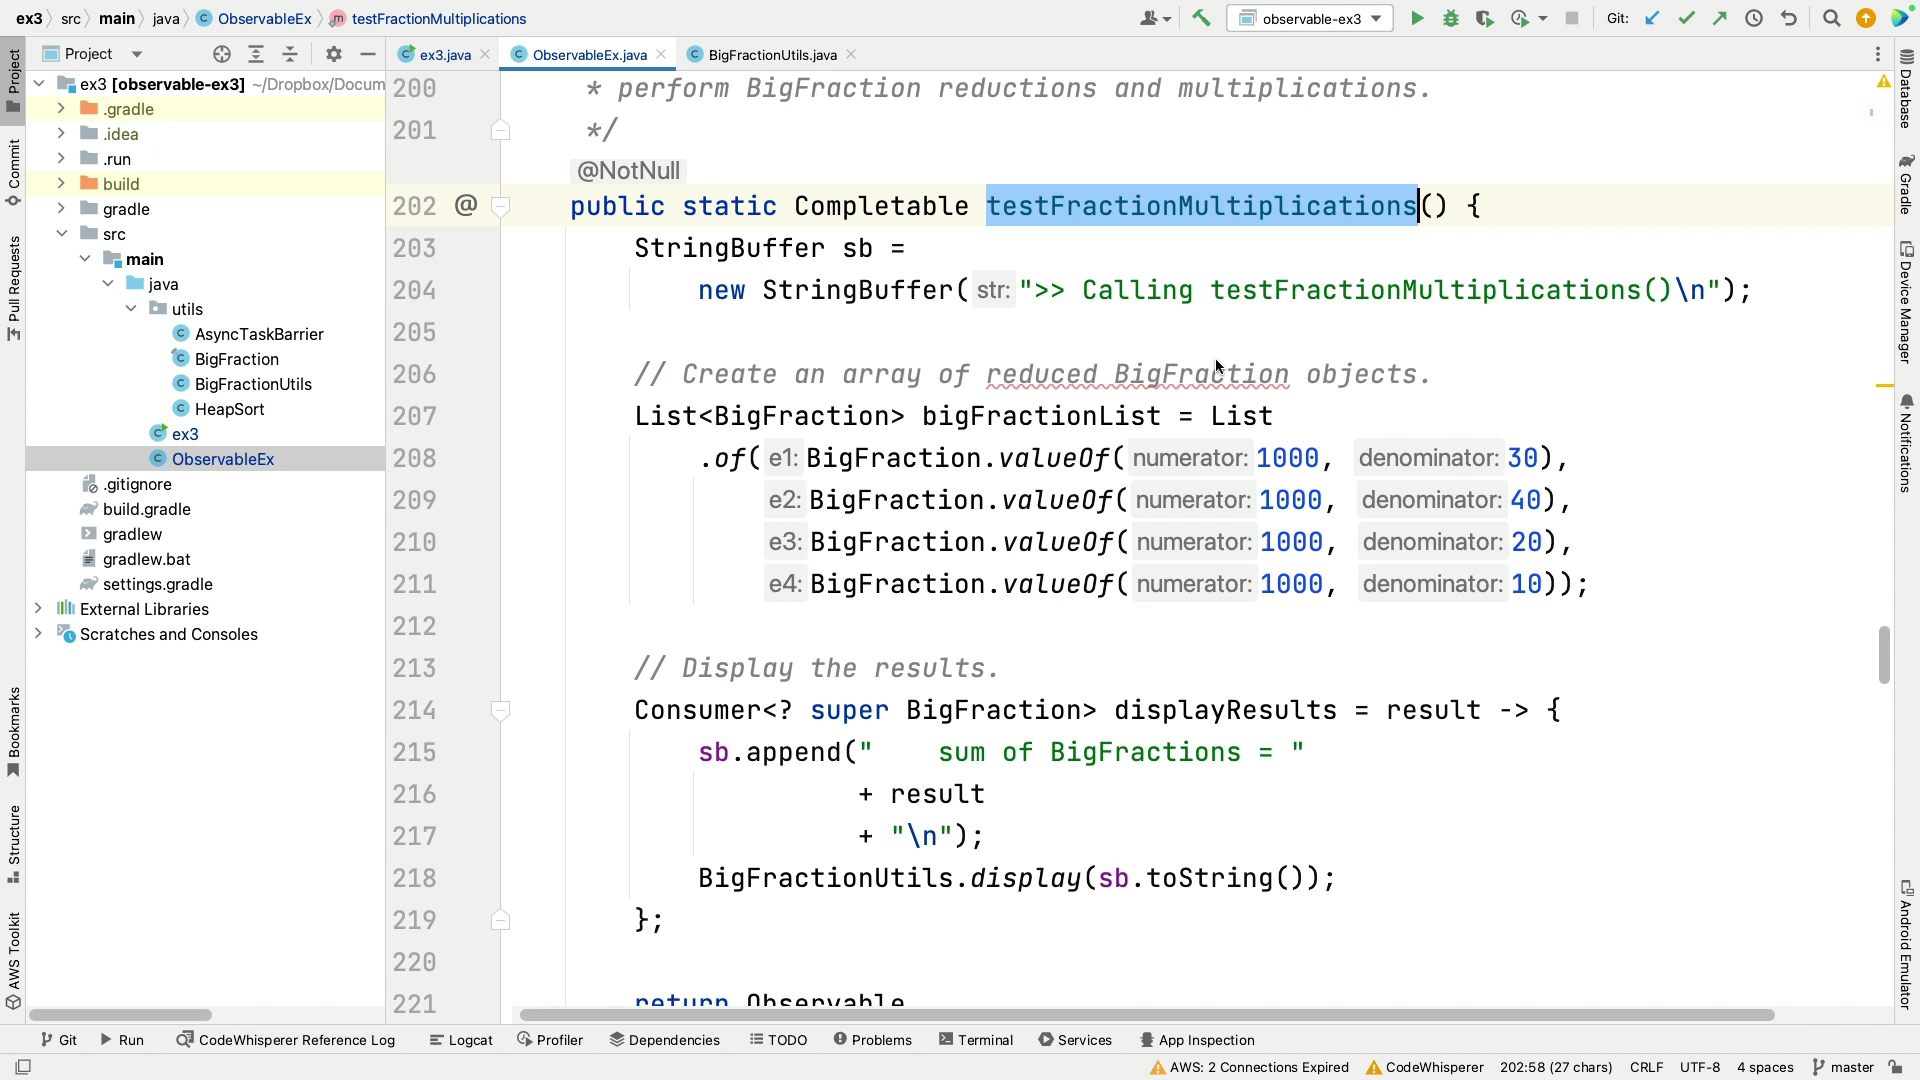 ex3 src main java ObservableEx testFractionMultiplications observable-ex3 Git:
Project
ex3.java ObservableEx.java BigFractionUtils.java
ex3 [observable-ex3] ~/Dropbox/Docum
.gradle
.idea
.run
build
gradle
src
main
java
utils
AsyncTaskBarrier
BigFraction
BigFractionUtils
HeapSort
ex3
ObservableEx
.gitignore
build.gradle
gradlew
gradlew.bat
settings.gradle
External Libraries
Scratches and Consoles
Project
Commit
Pull Requests
Bookmarks
Structure
AWS Toolkit
200 * perform BigFraction reductions and multiplications.
201 */
@NotNull
202 @ public static Completable testFractionMultiplications() {
203 StringBuffer sb =
204 new StringBuffer( str: ">> Calling testFractionMultiplications()\n");
205
206 // Create an array of reduced BigFraction objects.
207 List<BigFraction> bigFractionList = List
208 .of( e1: BigFraction.valueOf( numerator: 1000, denominator: 30),
209 e2: BigFraction.valueOf( numerator: 1000, denominator: 40),
210 e3: BigFraction.valueOf( numerator: 1000, denominator: 20),
211 e4: BigFraction.valueOf( numerator: 1000, denominator: 10));
212
213 // Display the results.
214 Consumer<? super BigFraction> displayResults = result -> {
215 sb.append("    sum of BigFractions = "
216 + result
217 + "\n");
218 BigFractionUtils.display(sb.toString());
219 };
220
221 return Observable
Database
Gradle
Device Manager
Notifications
Android Emulator
Git Run CodeWhisperer Reference Log Logcat Profiler Dependencies TODO Problems Terminal Services App Inspection
AWS: 2 Connections Expired CodeWhisperer 202:58 (27 chars) CRLF UTF-8 4 spaces master